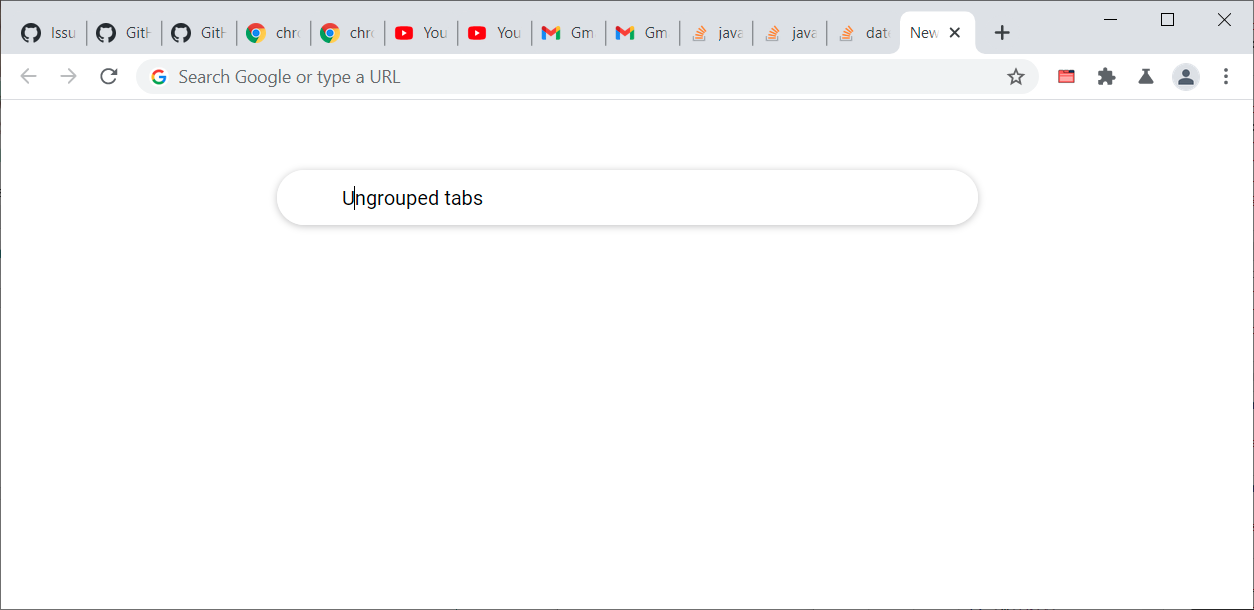 Issu
GitH
GitH
chro
chro
You
You
Gm
Gm
java
java
date
New
Search Google or type a URL
Ungrouped tabs